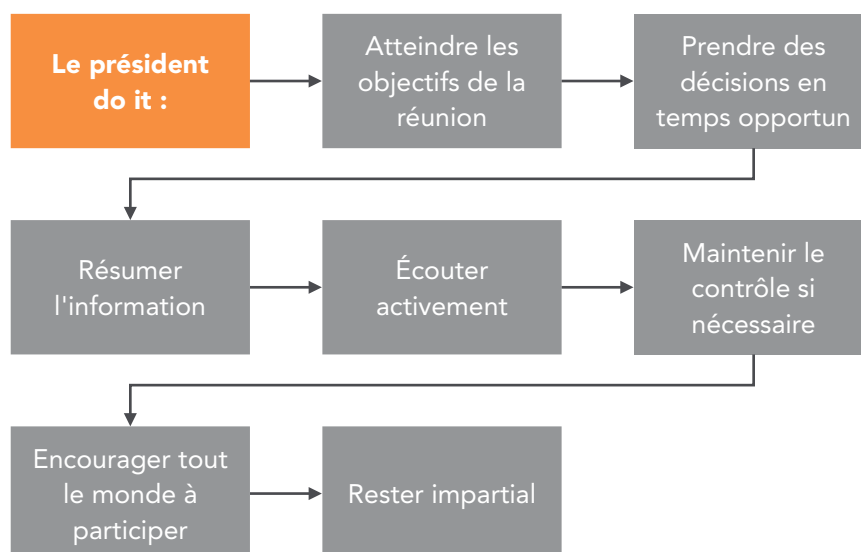 Le président
do it :
Atteindre les
objectifs de la
réunion
Prendre des
décisions en
temps opportun
Résumer
l'information
Écouter
activement
Maintenir le
contrôle si
nécessaire
Encourager tout
le monde à
participer
Rester impartial